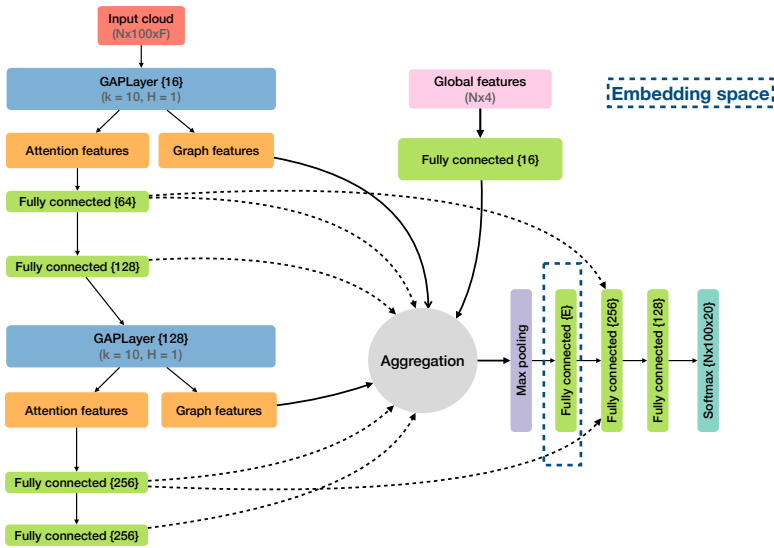 Input cloud
(Nx100xF)
GAPLayer {16}
(k = 10, H = 1)
Attention features
Graph features
Fully connected {64}
Fully connected {128}
GAPLayer {128}
(k = 10, H = 1)
Attention features
Graph features
Fully connected {256}
Fully connected {256}
Global features
(Nx4)
Fully connected {16}
Aggregation
Embedding space
Max pooling
Fully connected {E}
Fully connected {256}
Fully connected {128}
Softmax {Nx100x20}